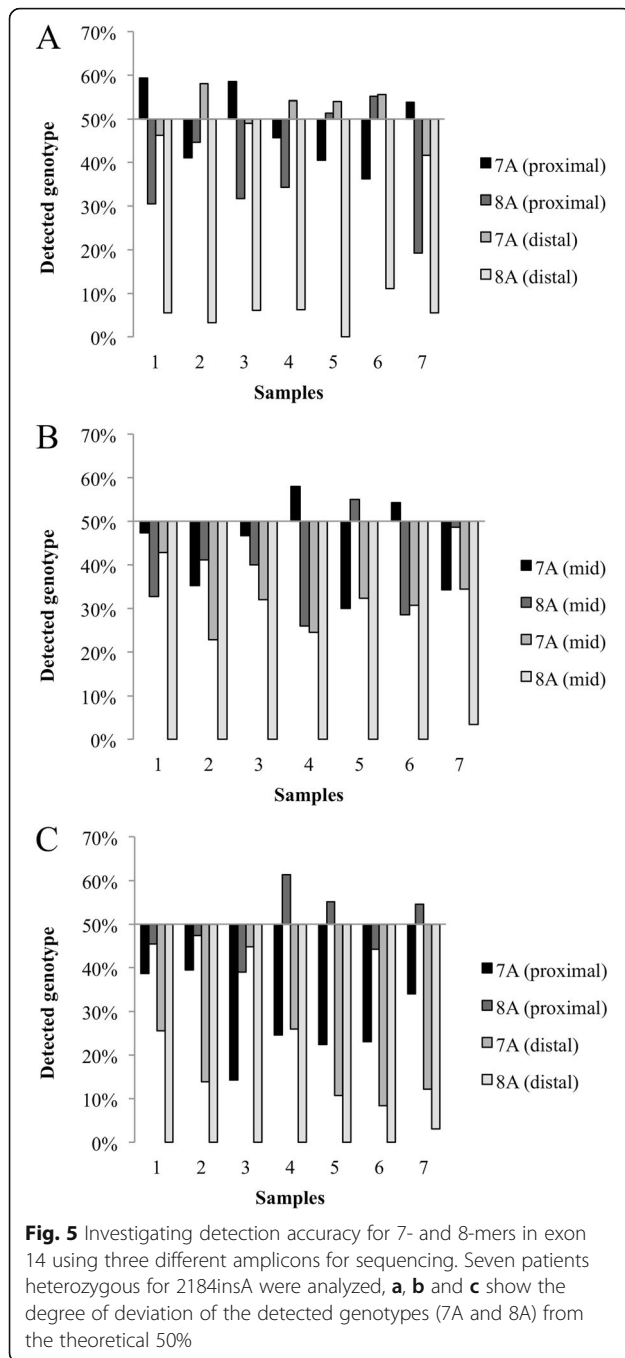 A
70%
60%
50%
40%
30%
20%
10%
0%
Detected genotype
1 2 3 4 5 6 7
Samples
7A (proximal)
8A (proximal)
7A (distal)
8A (distal)
B
70%
60%
50%
40%
30%
20%
10%
0%
Detected genotype
1 2 3 4 5 6 7
Samples
7A (mid)
8A (mid)
7A (mid)
8A (mid)
C
70%
60%
50%
40%
30%
20%
10%
0%
Detected genotype
1 2 3 4 5 6 7
Samples
7A (proximal)
8A (proximal)
7A (distal)
8A (distal)
Fig. 5 Investigating detection accuracy for 7- and 8-mers in exon
14 using three different amplicons for sequencing. Seven patients
heterozygous for 2184insA were analyzed, a, b and c show the
degree of deviation of the detected genotypes (7A and 8A) from
the theoretical 50%